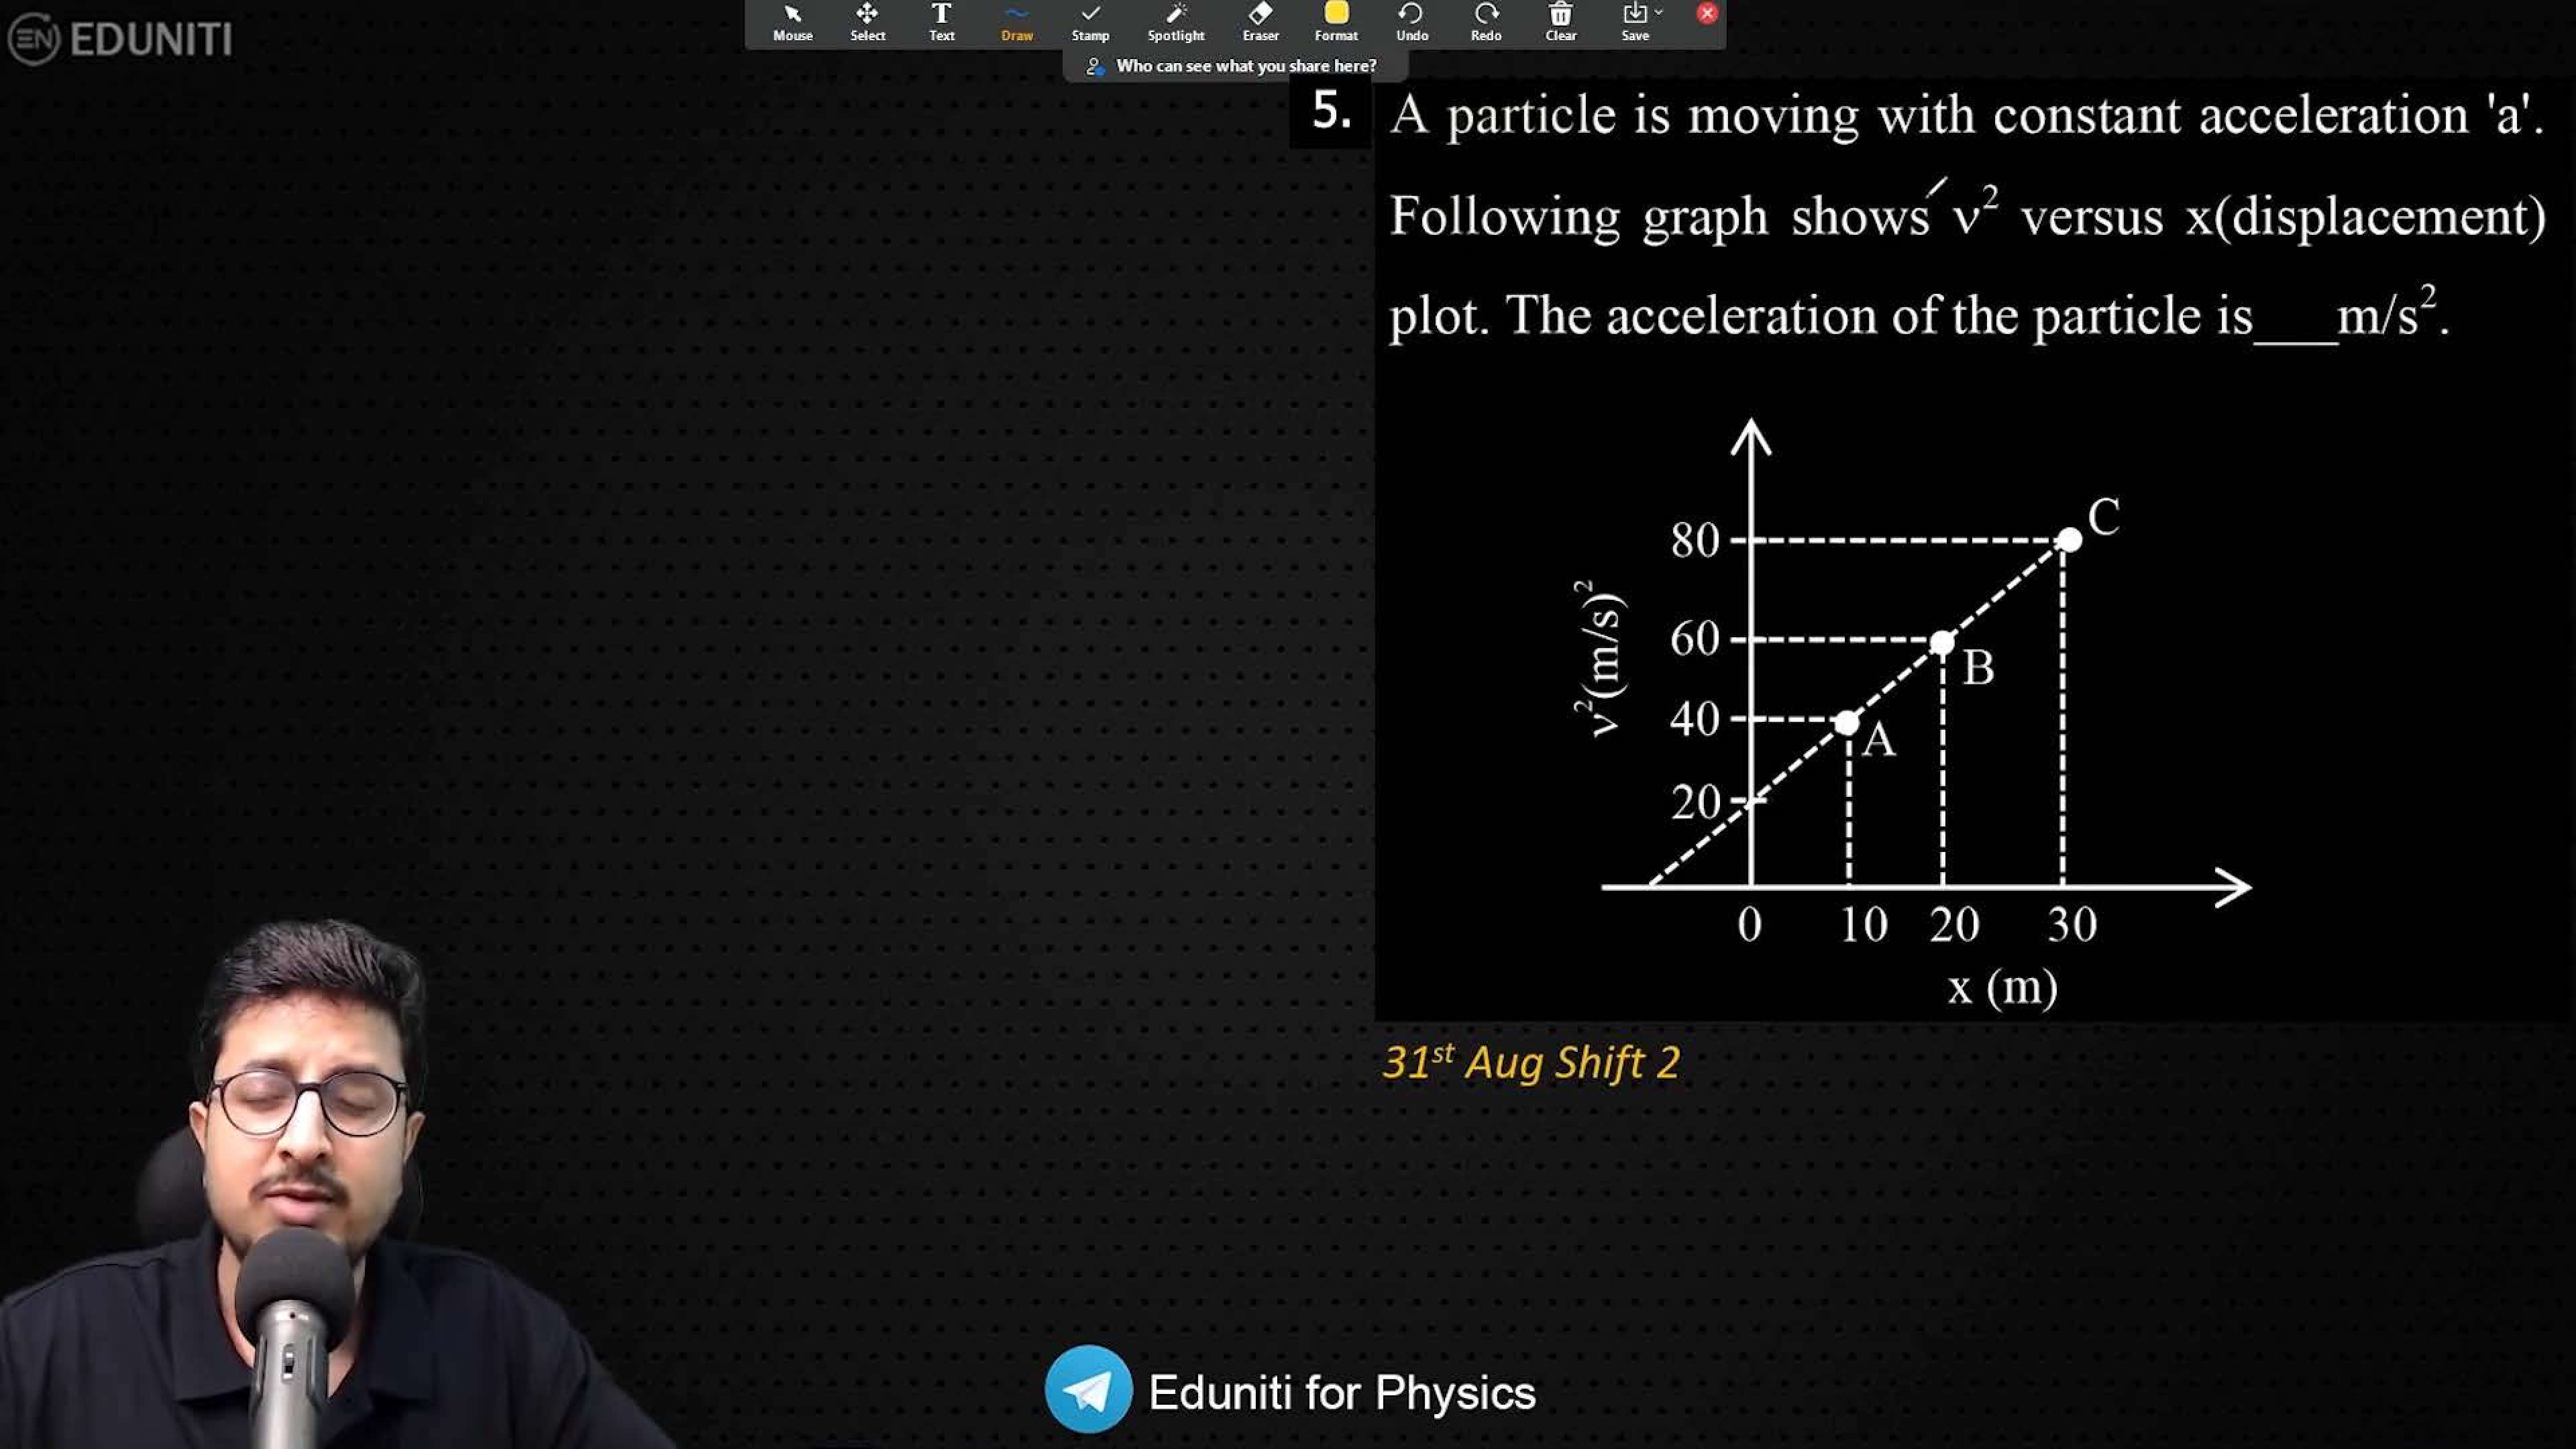 EN EDUNITI
Mouse Select Text Draw Stamp Spotlight Eraser Format Undo Redo Clear Save
Who can see what you share here?
5. A particle is moving with constant acceleration 'a'.
Following graph shows v² versus x(displacement)
plot. The acceleration of the particle is___m/s².
C
80
60
B
40
A
20
v²(m/s)²
0 10 20 30
x (m)
31st Aug Shift 2
Eduniti for Physics